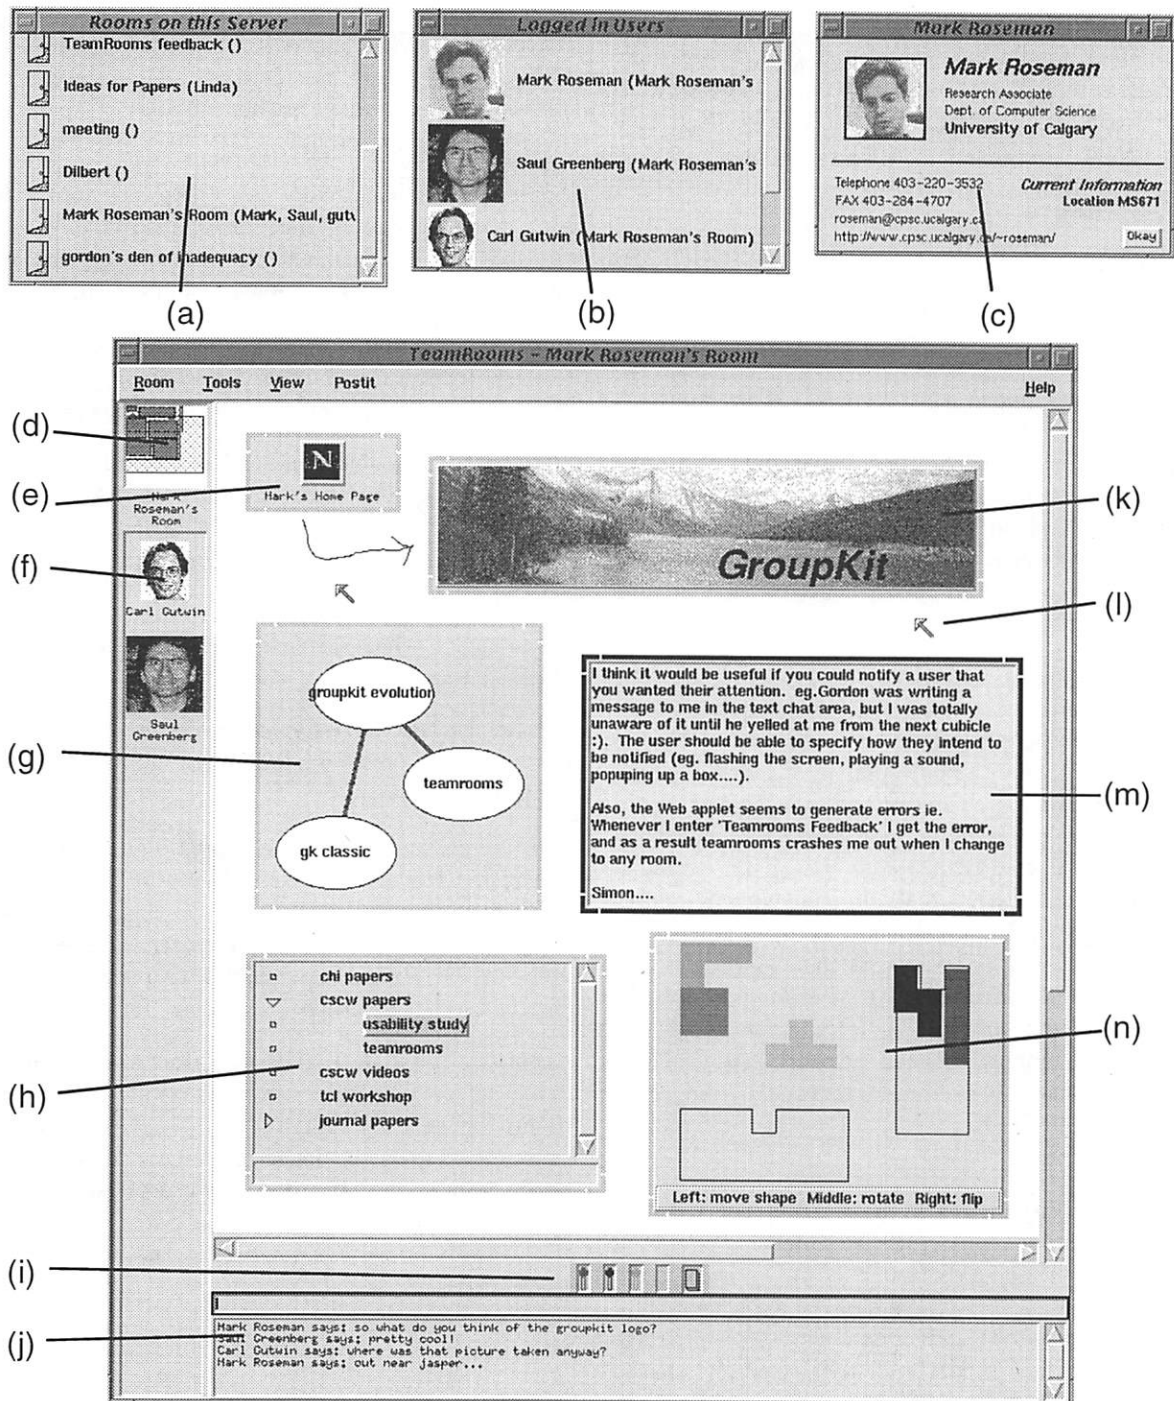 Rooms on this Server
TeamRooms feedback ()
Ideas for Papers (Linda)
meeting ()
Dilbert ()
Mark Roseman's Room (Mark, Saul, gutw
gordon's den of inadequacy ()
(a)
Logged in Users
Mark Roseman (Mark Roseman's
Saul Greenberg (Mark Roseman's
Carl Gutwin (Mark Roseman's Room)
(b)
Mark Roseman
Mark Roseman
Research Associate
Dept. of Computer Science
University of Calgary
Telephone 403-220-3532
FAX 403-284-4707
roseman@cpsc.ucalgary.ca
http://www.cpsc.ucalgary.ca/~roseman/
Current Information
Location MS671
Okay
(c)
TeamRooms - Mark Roseman's Room
Room Tools View Postit Help
(d)
(e)
Mark
Roseman's
Room
(f)
Carl Gutwin
Saul
Greenberg
N
Mark's Home Page
GroupKit
(k)
(l)
groupkit evolution
teamrooms
gk classic
(g)
I think it would be useful if you could notify a user that
you wanted their attention. eg.Gordon was writing a
message to me in the text chat area, but I was totally
unaware of it until he yelled at me from the next cubicle
:). The user should be able to specify how they intend to
be notified (eg. flashing the screen, playing a sound,
popuping up a box....).
Also, the Web applet seems to generate errors ie.
Whenever I enter 'Teamrooms Feedback' I get the error,
and as a result teamrooms crashes me out when I change
to any room.
Simon....
(m)
chi papers
cscw papers
usability study
teamrooms
cscw videos
tcl workshop
journal papers
(h)
Left: move shape Middle: rotate Right: flip
(n)
(i)
(j)
Mark Roseman says: so what do you think of the groupkit logo?
Saul Greenberg says: pretty cool!
Carl Gutwin says: where was that picture taken anyway?
Mark Roseman says: out near jasper...